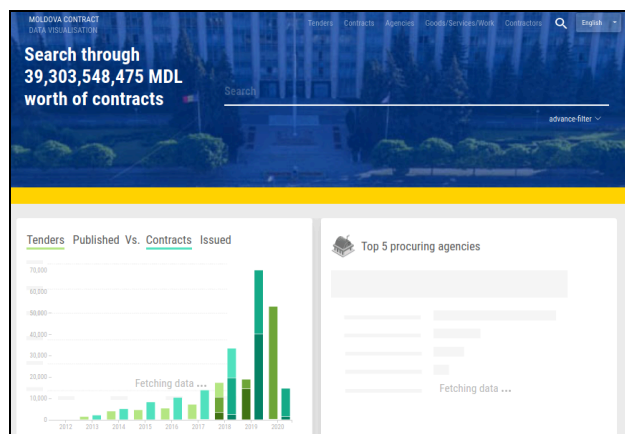 MOLDOVA CONTRACT
DATA VISUALISATION
Tenders Contracts Agencies Goods/Services/Work Contractors English
Search through
39,303,548,475 MDL
worth of contracts
Search
advance-filter
Tenders Published Vs. Contracts Issued
70,000
60,000
50,000
40,000
30,000
20,000
10,000
0
2012 2013 2014 2015 2016 2017 2018 2019 2020
Fetching data ...
Top 5 procuring agencies
Fetching data ...